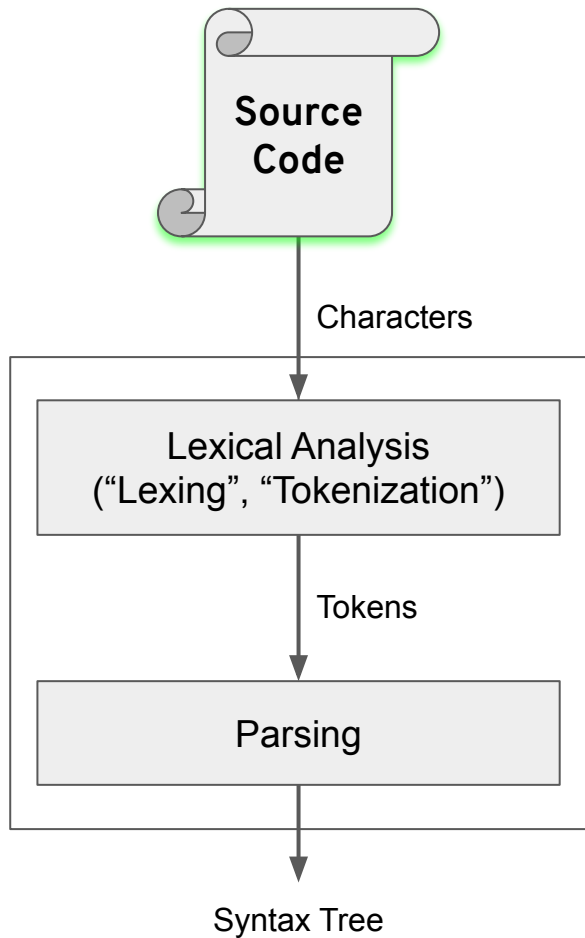 Source
Code
Characters
Lexical Analysis
(“Lexing”, “Tokenization”)
Tokens
Parsing
Syntax Tree